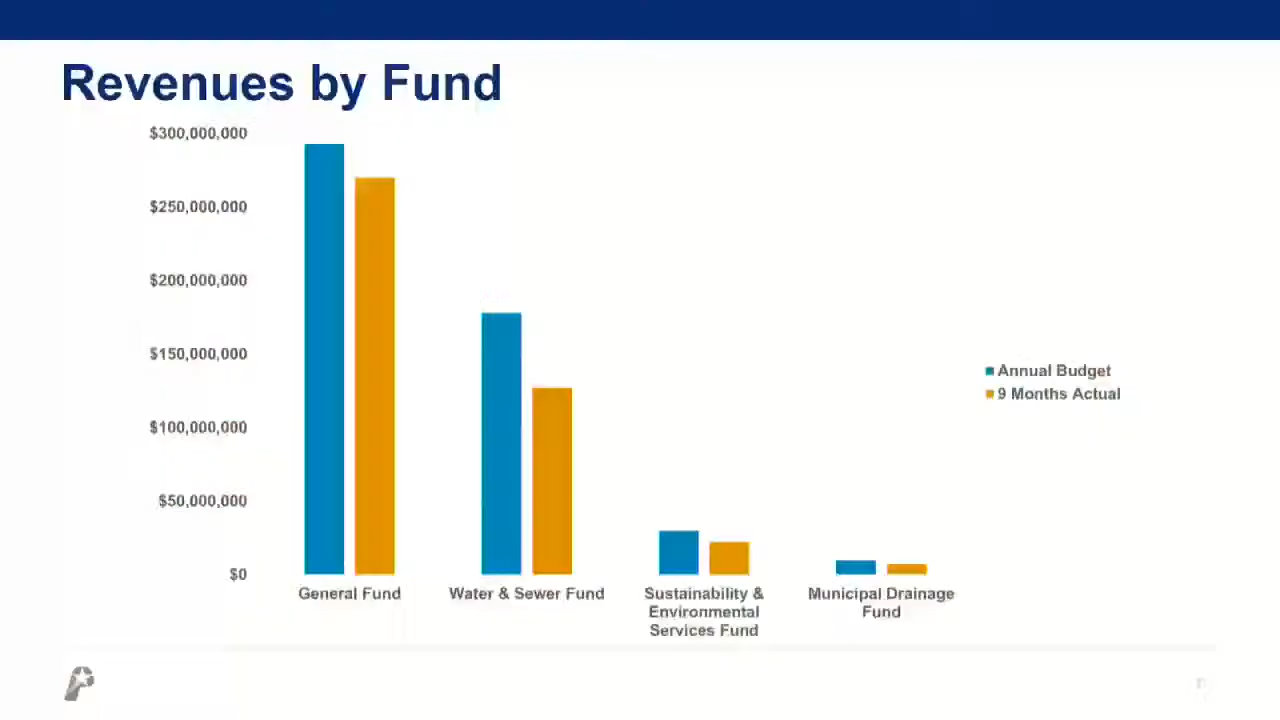 Revenues by Fund
$300,000,000
$250,000,000
$200,000,000
$150,000,000
$100,000,000
$50,000,000
$0
General Fund
Water & Sewer Fund
Sustainability &
Environmental
Services Fund
Municipal Drainage
Fund
Annual Budget
9 Months Actual